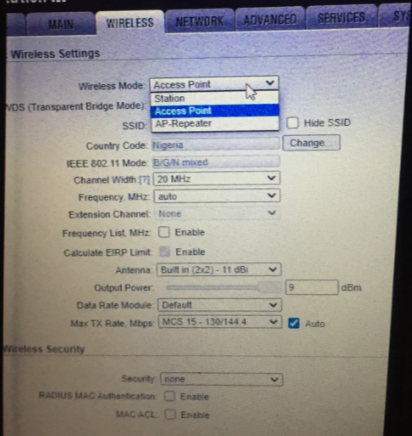 MAIN WIRELESS NETWORK ADVANCED SERVICES
Wireless Settings
Wireless Mode: Access Point
Station
WDS (Transparent Bridge Mode):
Access Point
SSID: AP-Repeater Hide SSID
Country Code: Nigeria Change...
IEEE 802.11 Mode: B/G/N mixed
Channel Width:[?] 20 MHz
Frequency, MHz: auto
Extension Channel: None
Frequency List, MHz: Enable
Calculate EIRP Limit: Enable
Antenna: Built in (2x2) - 11 dBi
Output Power: 9 dBm
Data Rate Module: Default
Max TX Rate, Mbps: MCS 15 - 130/144.4 Auto
Wireless Security
Security: none
RADIUS MAC Authentication: Enable
MAC ACL: Enable